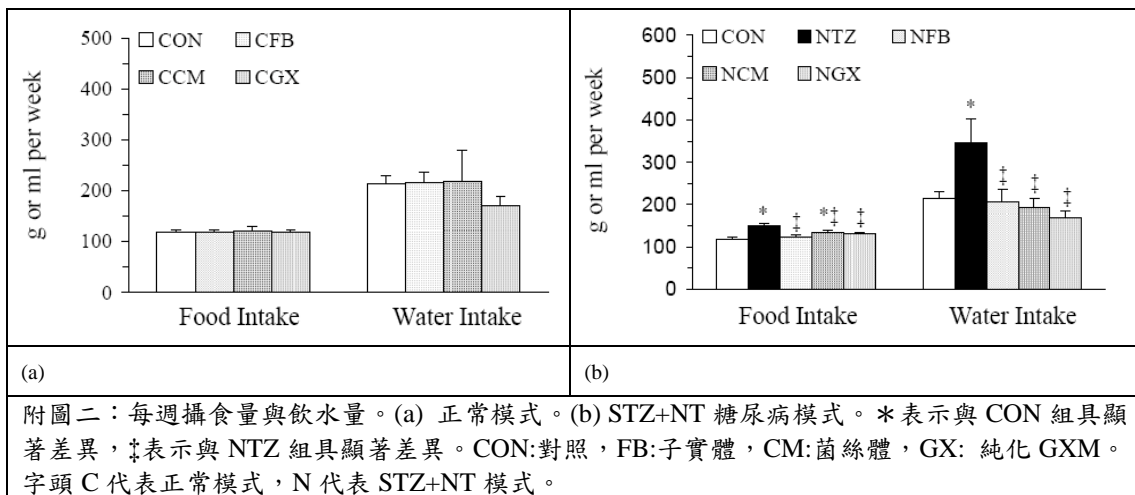 500
400
300
200
100
0
g or ml per week
CON CFB
CCM CGX
Food Intake Water Intake
(a)
600
500
400
300
200
100
0
g or ml per week
CON NTZ NFB
NCM NGX
* ‡ *‡ ‡
* ‡ ‡ ‡
Food Intake Water Intake
(b)
附圖二：每週攝食量與飲水量。(a) 正常模式。(b) STZ+NT 糖尿病模式。＊表示與 CON 組具顯
著差異，‡表示與 NTZ 組具顯著差異。CON:對照，FB:子實體，CM:菌絲體，GX: 純化 GXM。
字頭 C 代表正常模式，N 代表 STZ+NT 模式。